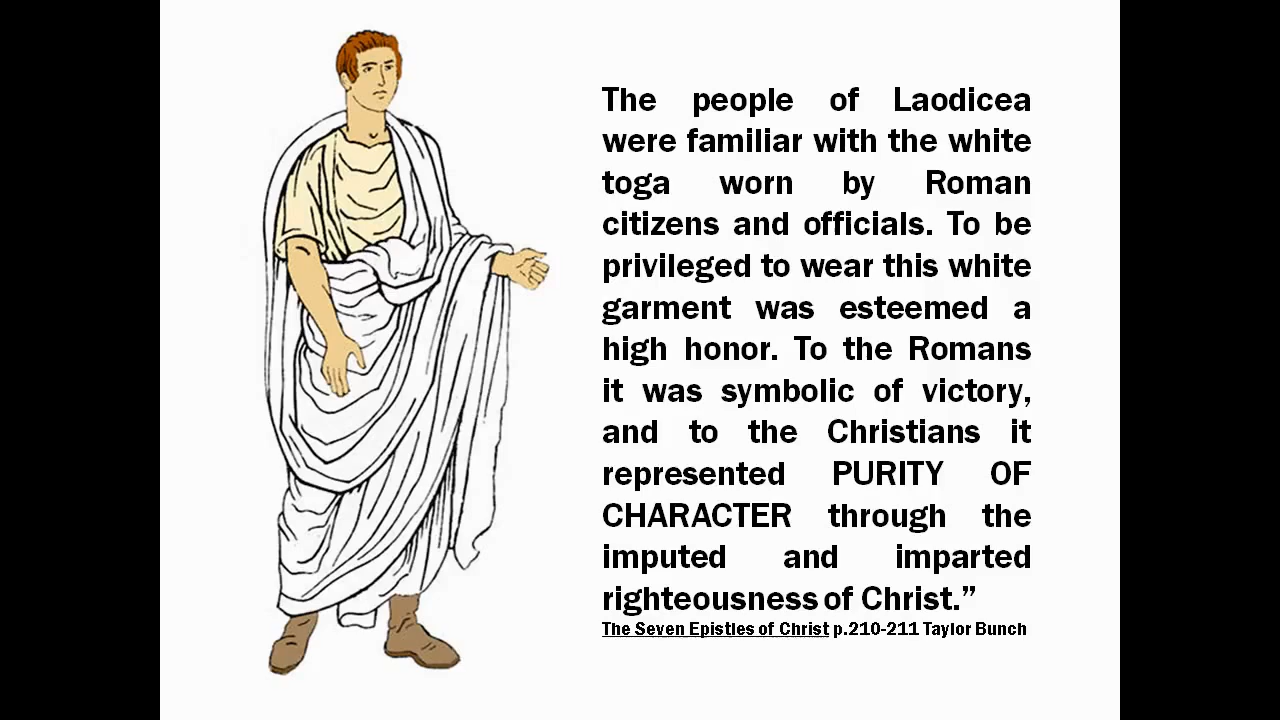 The people of Laodicea
were familiar with the white
toga worn by Roman
citizens and officials. To be
privileged to wear this white
garment was esteemed a
high honor. To the Romans
it was symbolic of victory,
and to the Christians it
represented PURITY OF
CHARACTER through the
imputed and imparted
righteousness of Christ.”
The Seven Epistles of Christ p.210-211 Taylor Bunch